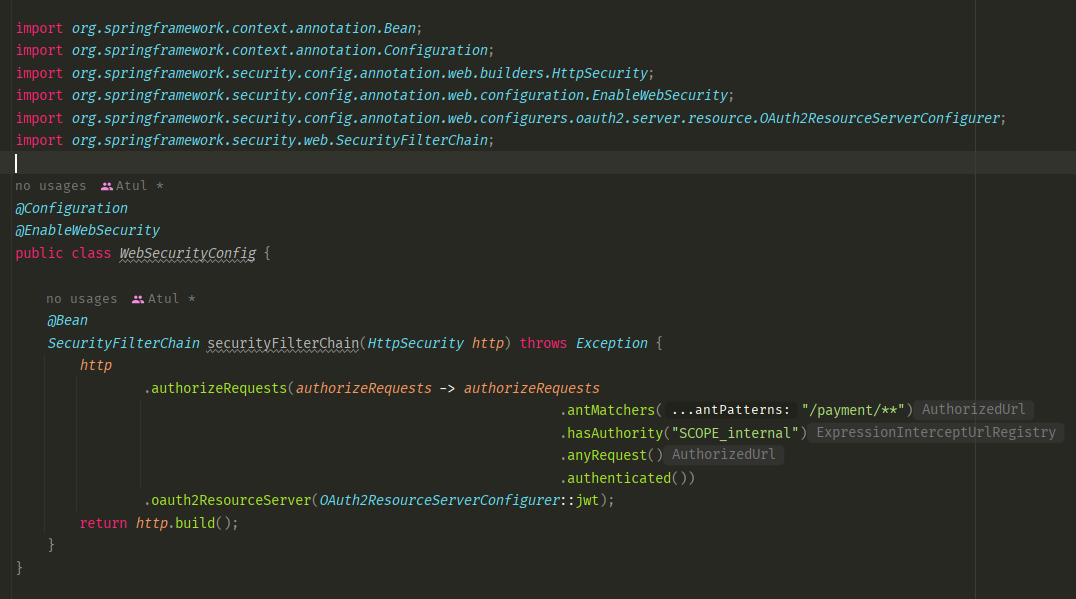 import org.springframework.context.annotation.Bean;
import org.springframework.context.annotation.Configuration;
import org.springframework.security.config.annotation.web.builders.HttpSecurity;
import org.springframework.security.config.annotation.web.configuration.EnableWebSecurity;
import org.springframework.security.config.annotation.web.configurers.oauth2.server.resource.OAuth2ResourceServerConfigurer;
import org.springframework.security.web.SecurityFilterChain;
no usages Atul *
@Configuration
@EnableWebSecurity
public class WebSecurityConfig {
no usages Atul *
@Bean
SecurityFilterChain securityFilterChain(HttpSecurity http) throws Exception {
http
.authorizeRequests(authorizeRequests -> authorizeRequests
.antMatchers( ...antPatterns: "/payment/**") AuthorizedUrl
.hasAuthority("SCOPE_internal") ExpressionInterceptUrlRegistry
.anyRequest() AuthorizedUrl
.authenticated())
.oauth2ResourceServer(OAuth2ResourceServerConfigurer::jwt);
return http.build();
}
}